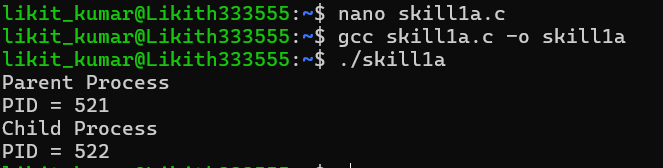 likit_kumar@Likith333555:~$ nano skill1a.c
likit_kumar@Likith333555:~$ gcc skill1a.c -o skill1a
likit_kumar@Likith333555:~$ ./skill1a
Parent Process
PID = 521
Child Process
PID = 522